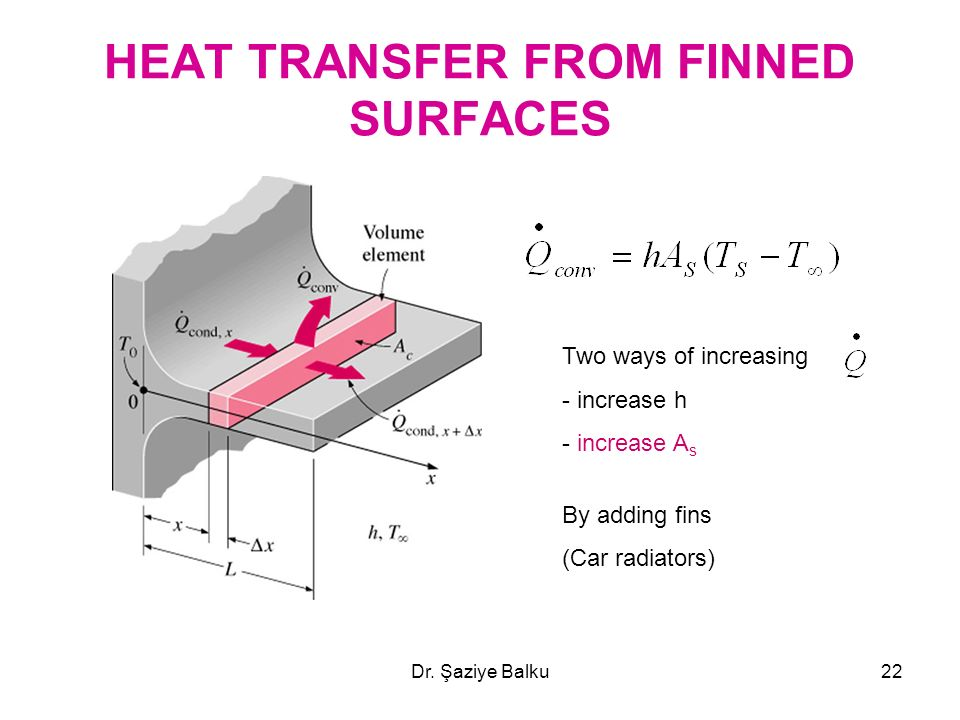 HEAT TRANSFER FROM FINNED
SURFACES
Volume
element
Q̇conv
Q̇cond, x
T0
Ac
0
Q̇cond, x + Δx
x
x
Δx
L
h, T∞
Q̇conv = hAS(TS − T∞)
Two ways of increasing Q̇
- increase h
- increase As
By adding fins
(Car radiators)
Dr. Şaziye Balku
22